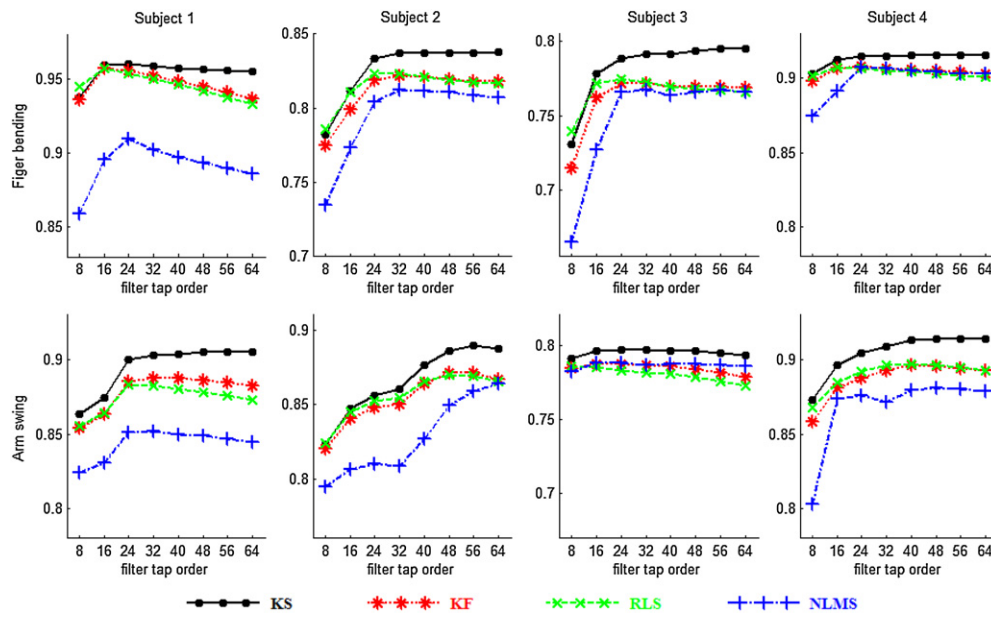 Subject 1 Subject 2 Subject 3 Subject 4
Figer bending
0.95
0.9
0.85
8 16 24 32 40 48 56 64
filter tap order
0.85
0.8
0.75
0.7
8 16 24 32 40 48 56 64
filter tap order
0.8
0.7
0.6
8 16 24 32 40 48 56 64
filter tap order
0.9
0.85
0.8
8 16 24 32 40 48 56 64
filter tap order
Arm swing
0.9
0.85
0.8
8 16 24 32 40 48 56 64
filter tap order
0.9
0.85
0.8
8 16 24 32 40 48 56 64
filter tap order
0.8
0.7
8 16 24 32 40 48 56 64
filter tap order
0.9
0.85
0.8
8 16 24 32 40 48 56 64
filter tap order
KS KF RLS NLMS